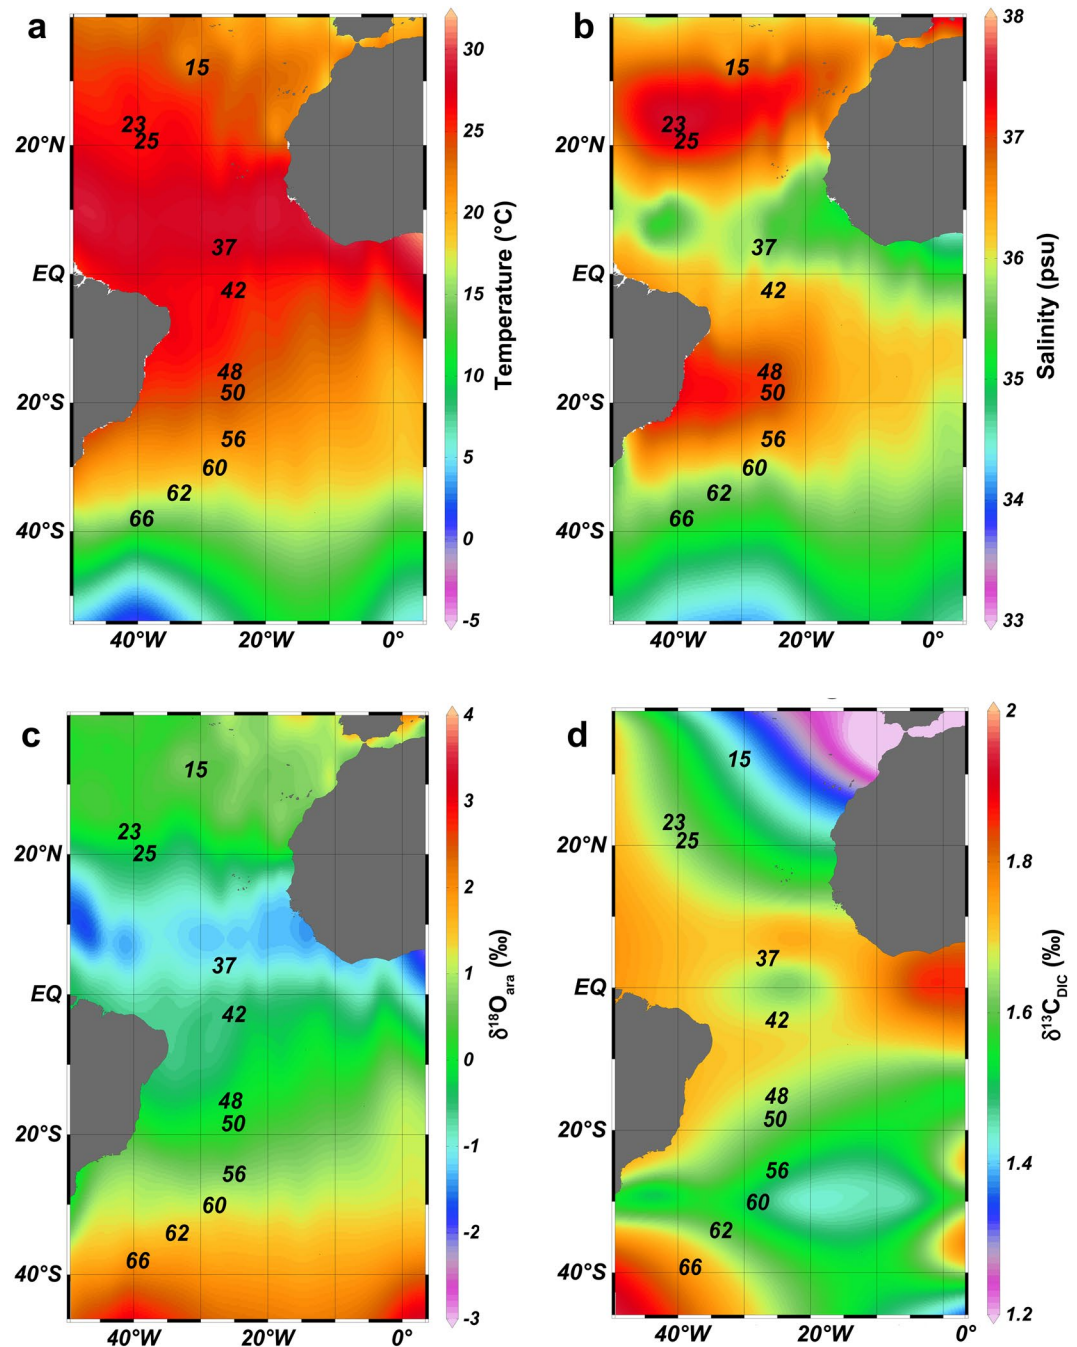 a
30
25
20
15
10
5
0
-5
Temperature (°C)
15
23
25
37
42
48
50
56
60
62
66
20°N
EQ
20°S
40°S
40°W
20°W
0°
b
38
37
36
35
34
33
Salinity (psu)
15
23
25
37
42
48
50
56
60
62
66
20°N
EQ
20°S
40°S
40°W
20°W
0°
c
4
3
2
1
0
-1
-2
-3
δ18Oara (‰)
15
23
25
37
42
48
50
56
60
62
66
20°N
EQ
20°S
40°S
40°W
20°W
0°
d
2
1.8
1.6
1.4
1.2
δ13CDIC (‰)
15
23
25
37
42
48
50
56
60
62
66
20°N
EQ
20°S
40°S
40°W
20°W
0°